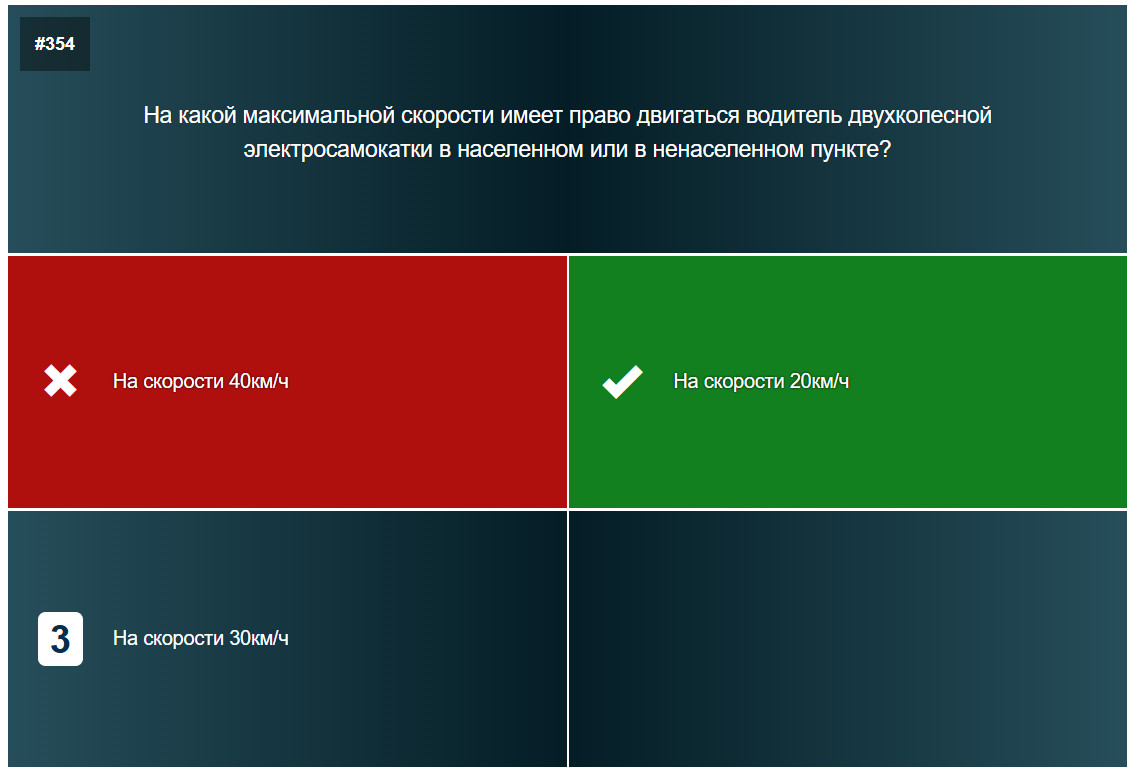 #354
На какой максимальной скорости имеет право двигаться водитель двухколесной
электросамокатки в населенном или в ненаселенном пункте?
На скорости 40км/ч
На скорости 20км/ч
3
На скорости 30км/ч